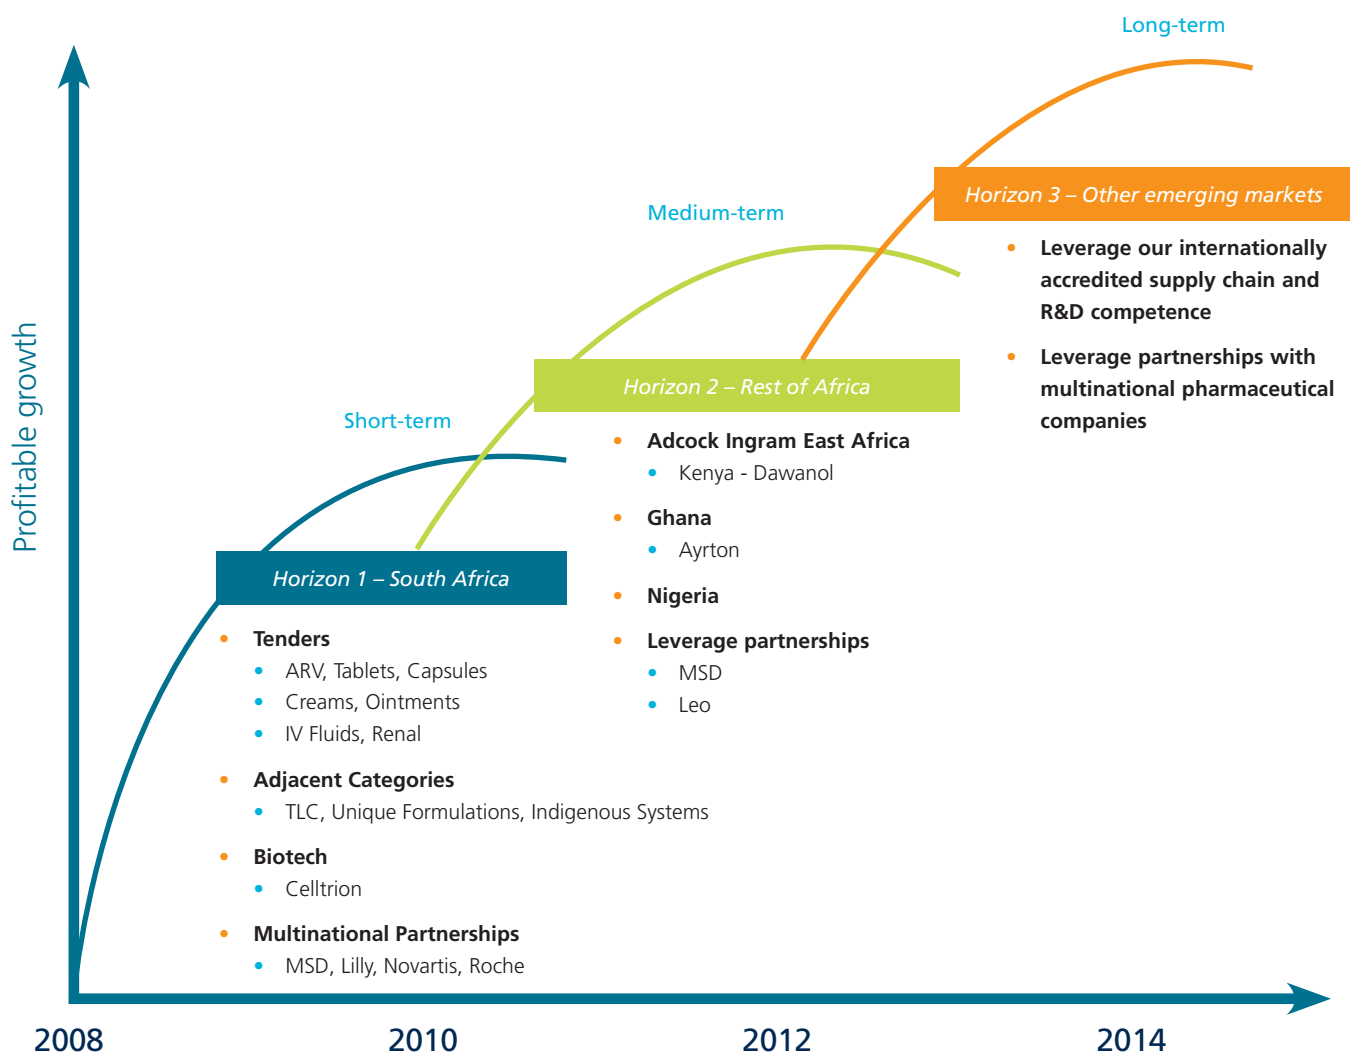 Long-term
Horizon 3 – Other emerging markets
• Leverage our internationally
accredited supply chain and
R&D competence
• Leverage partnerships with
multinational pharmaceutical
companies
Medium-term
Horizon 2 – Rest of Africa
• Adcock Ingram East Africa
• Kenya - Dawanol
• Ghana
• Ayrton
• Nigeria
• Leverage partnerships
• MSD
• Leo
Short-term
Horizon 1 – South Africa
• Tenders
• ARV, Tablets, Capsules
• Creams, Ointments
• IV Fluids, Renal
• Adjacent Categories
• TLC, Unique Formulations, Indigenous Systems
• Biotech
• Celltrion
• Multinational Partnerships
• MSD, Lilly, Novartis, Roche
Profitable growth
2008 2010 2012 2014